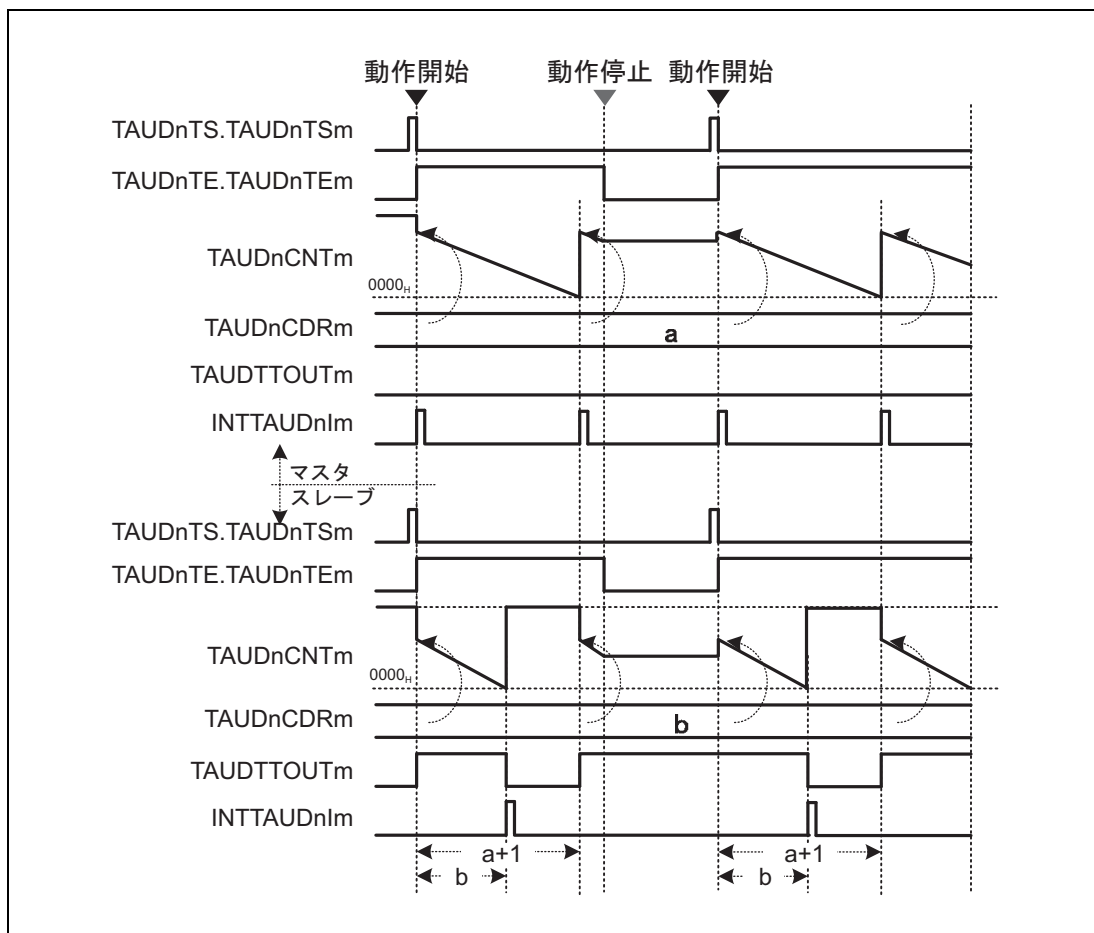 動作開始 動作停止 動作開始
TAUDnTS.TAUDnTSm
TAUDnTE.TAUDnTEm
TAUDnCNTm
0000H
TAUDnCDRm
a
TAUDTTOUTm
INTTAUDnIm
マスタ
スレーブ
TAUDnTS.TAUDnTSm
TAUDnTE.TAUDnTEm
TAUDnCNTm
0000H
TAUDnCDRm
b
TAUDTTOUTm
INTTAUDnIm
a+1 a+1
b b